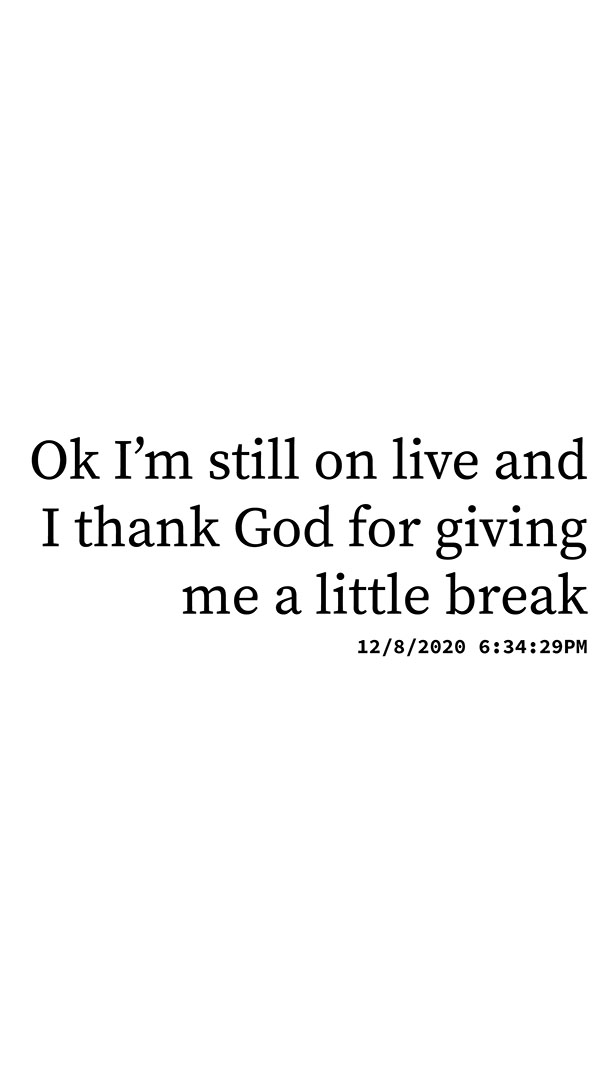 Ok I’m still on live and
I thank God for giving
me a little break
12/8/2020 6:34:29PM